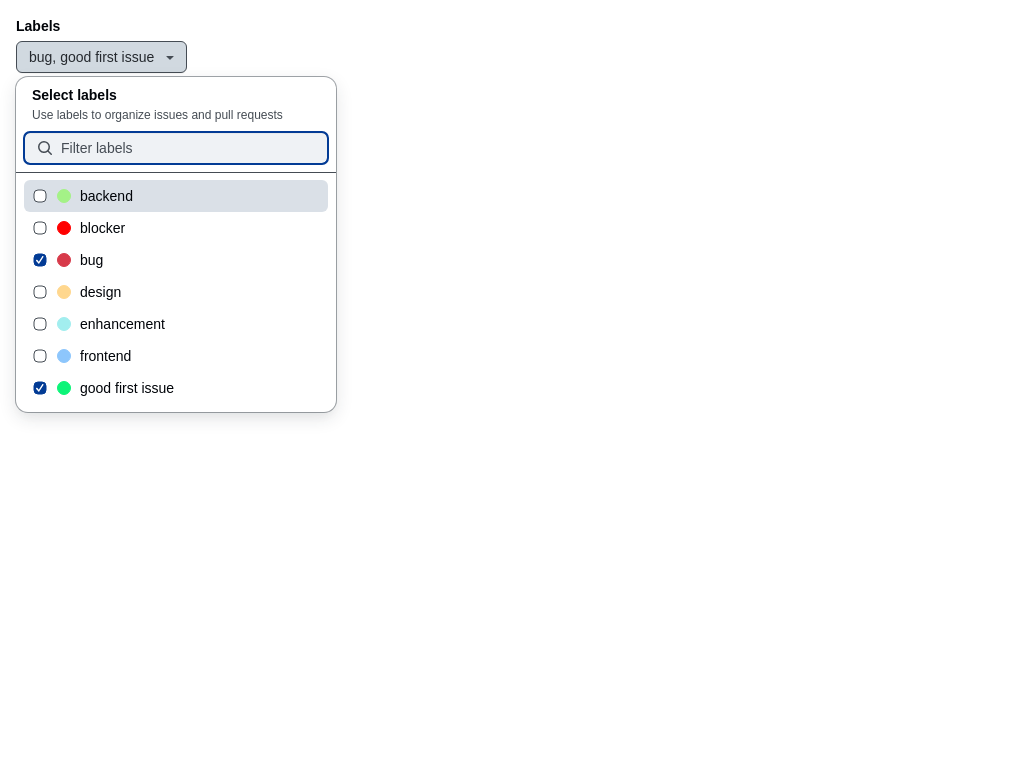 Labels
bug, good first issue
Select labels
Use labels to organize issues and pull requests
Filter labels
backend
blocker
bug
design
enhancement
frontend
good first issue